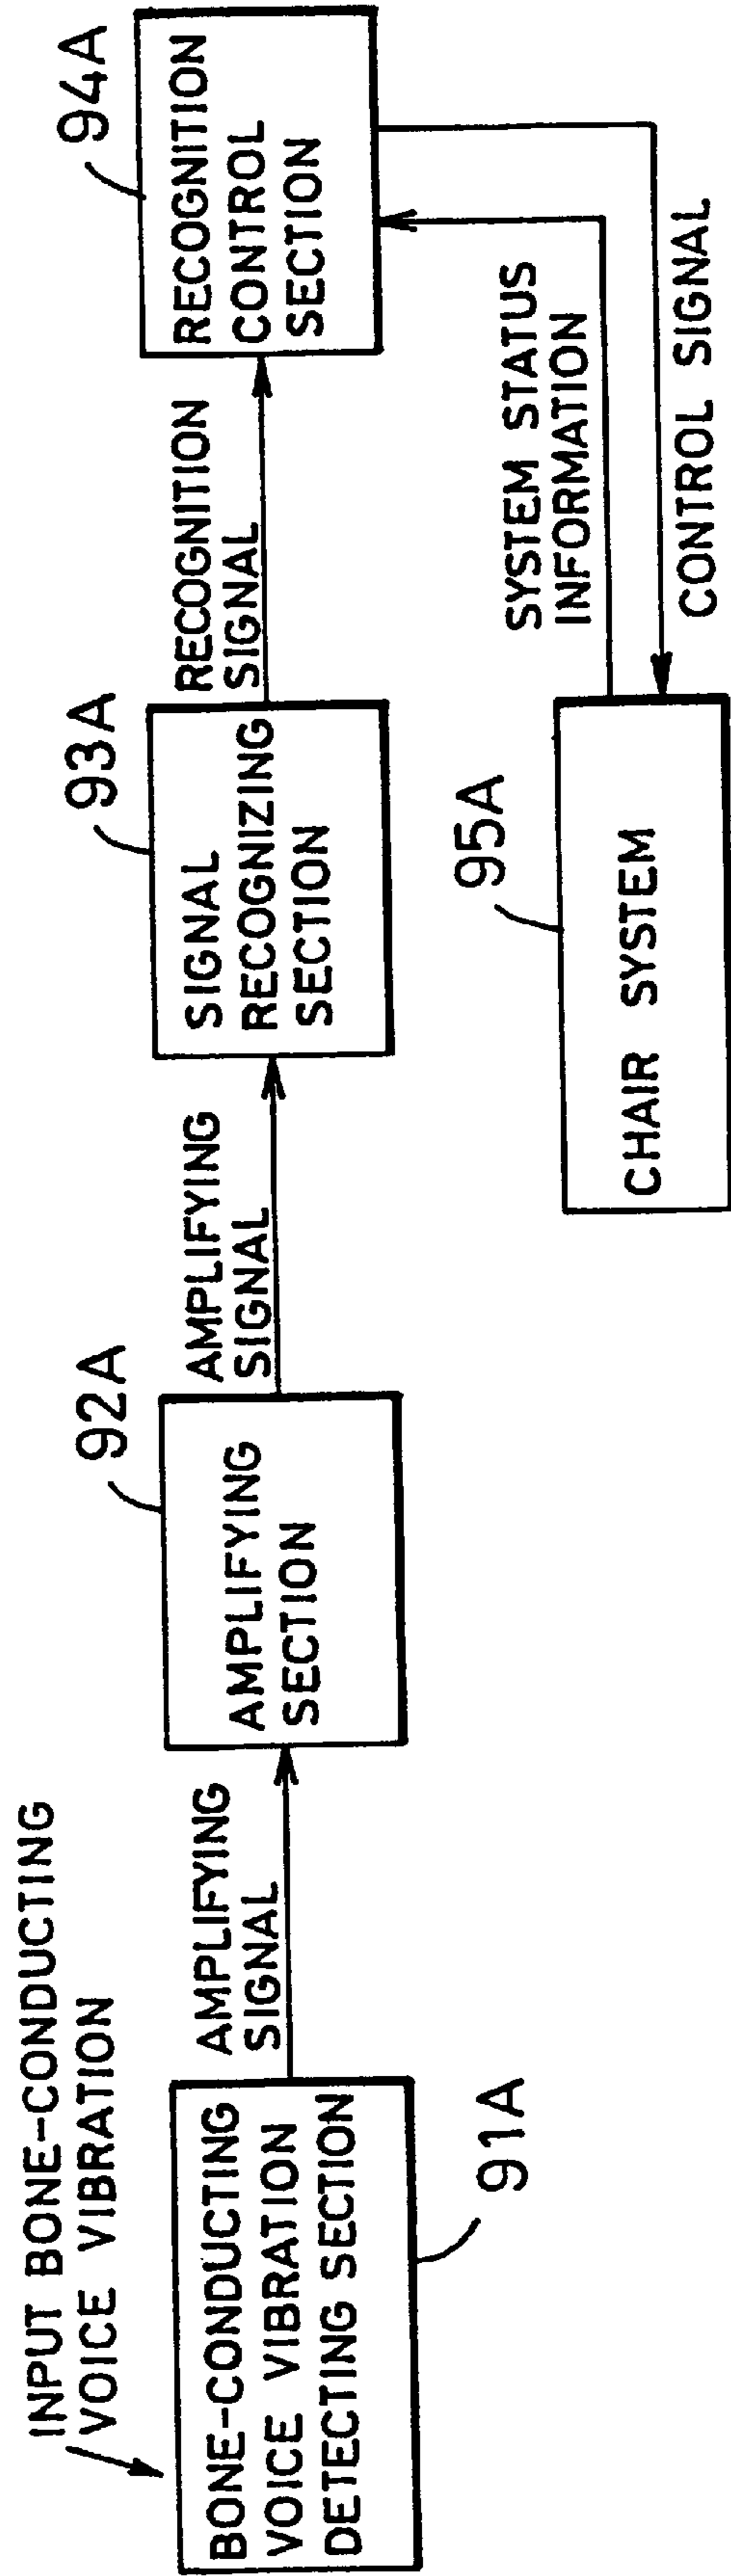 INPUT BONE-CONDUCTING
VOICE VIBRATION
BONE-CONDUCTING
VOICE VIBRATION
DETECTING SECTION
91A
AMPLIFYING
SIGNAL
92A
AMPLIFYING
SECTION
AMPLIFYING
SIGNAL
93A
SIGNAL
RECOGNIZING
SECTION
RECOGNITION
SIGNAL
94A
RECOGNITION
CONTROL
SECTION
SYSTEM STATUS
INFORMATION
CONTROL SIGNAL
95A
CHAIR SYSTEM